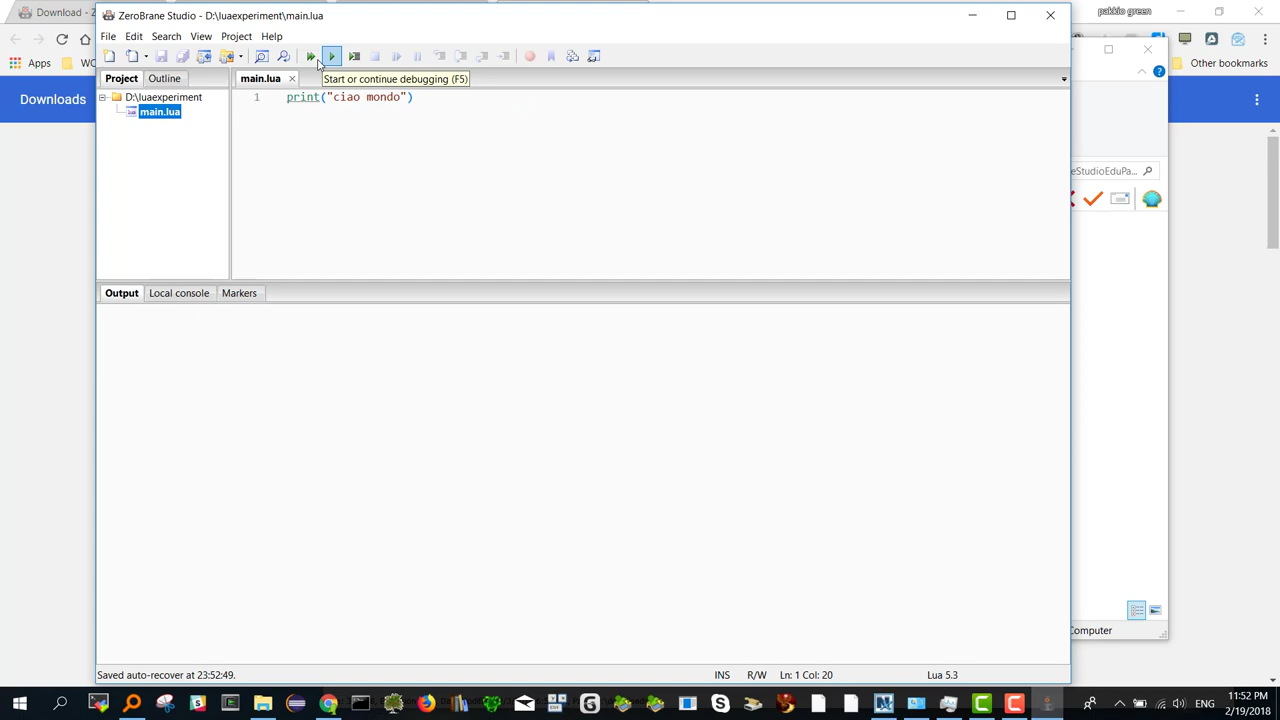 Download -
ZeroBrane Studio - D:\luaexperiment\main.lua
pakkio green
File Edit Search View Project Help
Apps
Other bookmarks
Start or continue debugging (F5)
Project Outline
main.lua
Downloads
D:\luaexperiment
main.lua
1 print("ciao mondo")
eStudioEduPa...
Output Local console Markers
Computer
Saved auto-recover at 23:52:49.
INS R/W Ln: 1 Col: 20 Lua 5.3
ENG
11:52 PM
2/19/2018